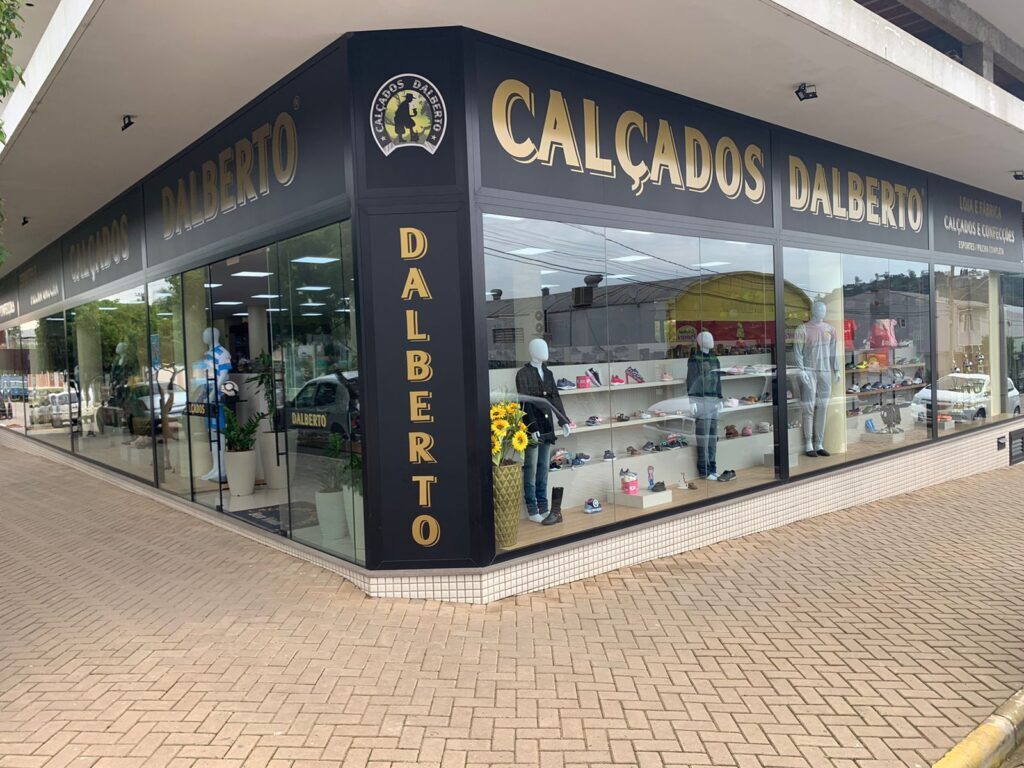 CALÇADOS
DALBERTO®
CALÇADOS DALBERTO
DALBERTO
CALÇADOS
DALBERTO
LOJA E FÁBRICA
CALÇADOS E CONFECÇÕES
CALÇADOS
DALBERTO